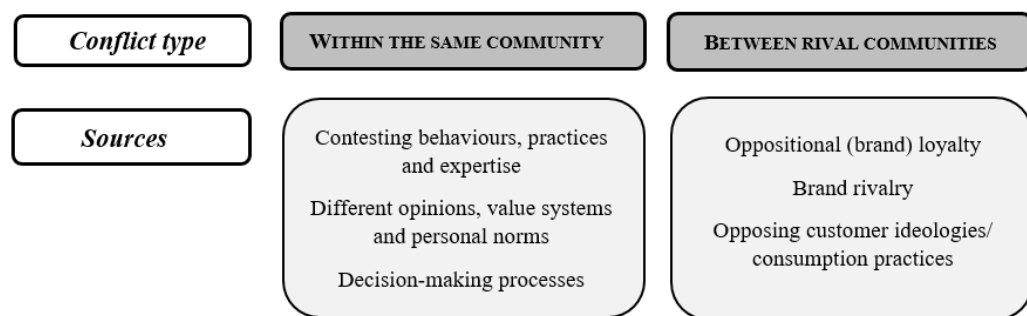 Conflict type
WITHIN THE SAME COMMUNITY
BETWEEN RIVAL COMMUNITIES
Sources
Contesting behaviours, practices
and expertise
Different opinions, value systems
and personal norms
Decision-making processes
Oppositional (brand) loyalty
Brand rivalry
Opposing customer ideologies/
consumption practices